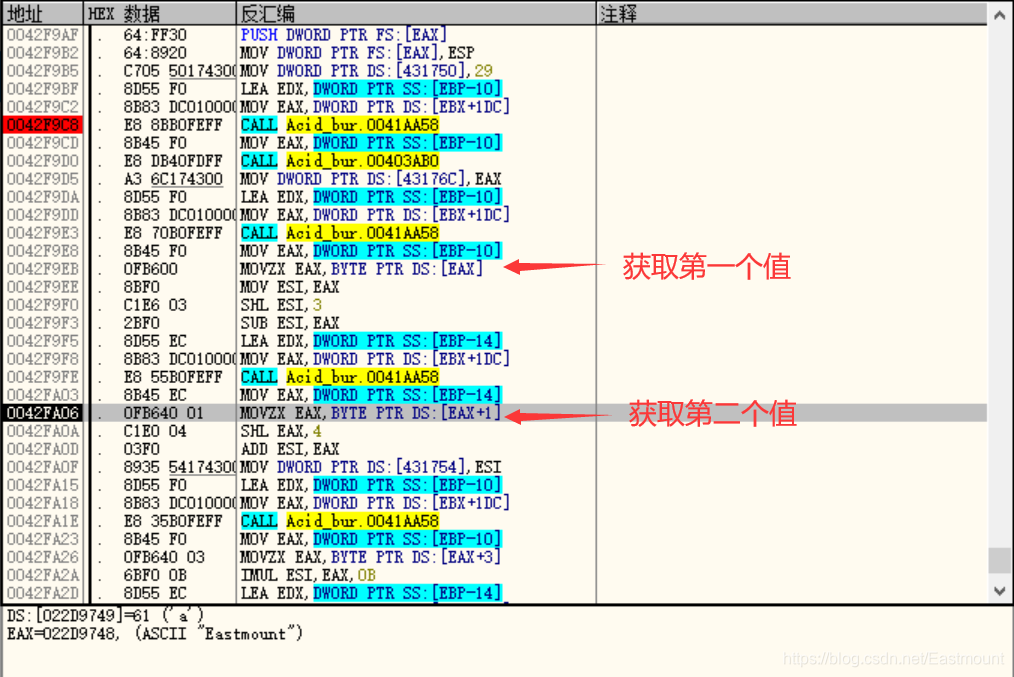 地址 HEX 数据 反汇编 注释
0042F9AF . 64:FF30 PUSH DWORD PTR FS:[EAX]
0042F9B2 . 64:8920 MOV DWORD PTR FS:[EAX],ESP
0042F9B5 . C705 50174300 MOV DWORD PTR DS:[431750],29
0042F9BF . 8D55 F0 LEA EDX,DWORD PTR SS:[EBP-10]
0042F9C2 . 8B83 DC010000 MOV EAX,DWORD PTR DS:[EBX+1DC]
0042F9C8 . E8 8BB0FEFF CALL Acid_bur.0041AA58
0042F9CD . 8B45 F0 MOV EAX,DWORD PTR SS:[EBP-10]
0042F9D0 . E8 DB40FDFF CALL Acid_bur.00403AB0
0042F9D5 . A3 6C174300 MOV DWORD PTR DS:[43176C],EAX
0042F9DA . 8D55 F0 LEA EDX,DWORD PTR SS:[EBP-10]
0042F9DD . 8B83 DC010000 MOV EAX,DWORD PTR DS:[EBX+1DC]
0042F9E3 . E8 70B0FEFF CALL Acid_bur.0041AA58
0042F9E8 . 8B45 F0 MOV EAX,DWORD PTR SS:[EBP-10]
0042F9EB . 0FB600 MOVZX EAX,BYTE PTR DS:[EAX] 获取第一个值
0042F9EE . 8BF0 MOV ESI,EAX
0042F9F0 . C1E6 03 SHL ESI,3
0042F9F3 . 2BF0 SUB ESI,EAX
0042F9F5 . 8D55 EC LEA EDX,DWORD PTR SS:[EBP-14]
0042F9F8 . 8B83 DC010000 MOV EAX,DWORD PTR DS:[EBX+1DC]
0042F9FE . E8 55B0FEFF CALL Acid_bur.0041AA58
0042FA03 . 8B45 EC MOV EAX,DWORD PTR SS:[EBP-14]
0042FA06 . 0FB640 01 MOVZX EAX,BYTE PTR DS:[EAX+1] 获取第二个值
0042FA0A . C1E0 04 SHL EAX,4
0042FA0D . 03F0 ADD ESI,EAX
0042FA0F . 8935 54174300 MOV DWORD PTR DS:[431754],ESI
0042FA15 . 8D55 F0 LEA EDX,DWORD PTR SS:[EBP-10]
0042FA18 . 8B83 DC010000 MOV EAX,DWORD PTR DS:[EBX+1DC]
0042FA1E . E8 35B0FEFF CALL Acid_bur.0041AA58
0042FA23 . 8B45 F0 MOV EAX,DWORD PTR SS:[EBP-10]
0042FA26 . 0FB640 03 MOVZX EAX,BYTE PTR DS:[EAX+3]
0042FA2A . 6BF0 0B IMUL ESI,EAX,0B
0042FA2D . 8D55 EC LEA EDX,DWORD PTR SS:[EBP-14]
DS:[022D9749]=61 ('a')
EAX=022D9748, (ASCII "Eastmount")
https://blog.csdn.net/Eastmount